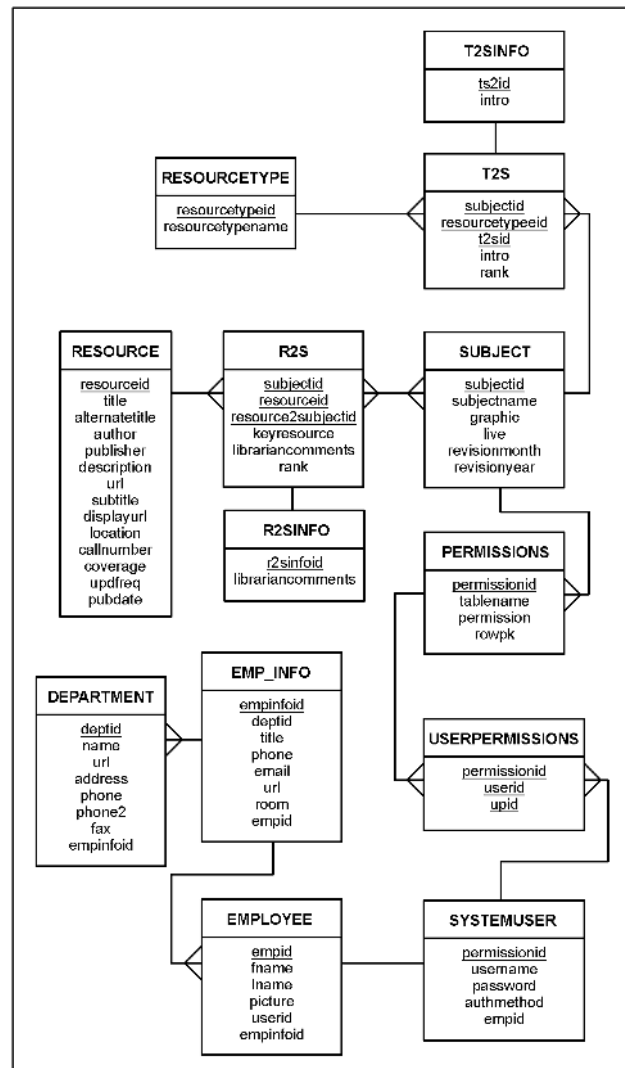 T2SINFO
ts2id
intro
RESOURCETYPE
resourcetypeid
resourcetypename
T2S
subjectid
resourcetypeeid
t2sid
intro
rank
RESOURCE
resourceid
title
alternatetitle
author
publisher
description
url
subtitle
displayurl
location
callnumber
coverage
updfreq
pubdate
R2S
subjectid
resourceid
resource2subjectid
keyresource
librariancomments
rank
SUBJECT
subjectid
subjectname
graphic
live
revisionmonth
revisionyear
R2SINFO
r2sinfoid
librariancomments
PERMISSIONS
permissionid
tablename
permission
rowpk
DEPARTMENT
deptid
name
url
address
phone
phone2
fax
empinfoid
EMP_INFO
empinfoid
deptid
title
phone
email
url
room
empid
USERPERMISSIONS
permissionid
userid
upid
EMPLOYEE
empid
fname
lname
picture
userid
empinfoid
SYSTEMUSER
permissionid
username
password
authmethod
empid